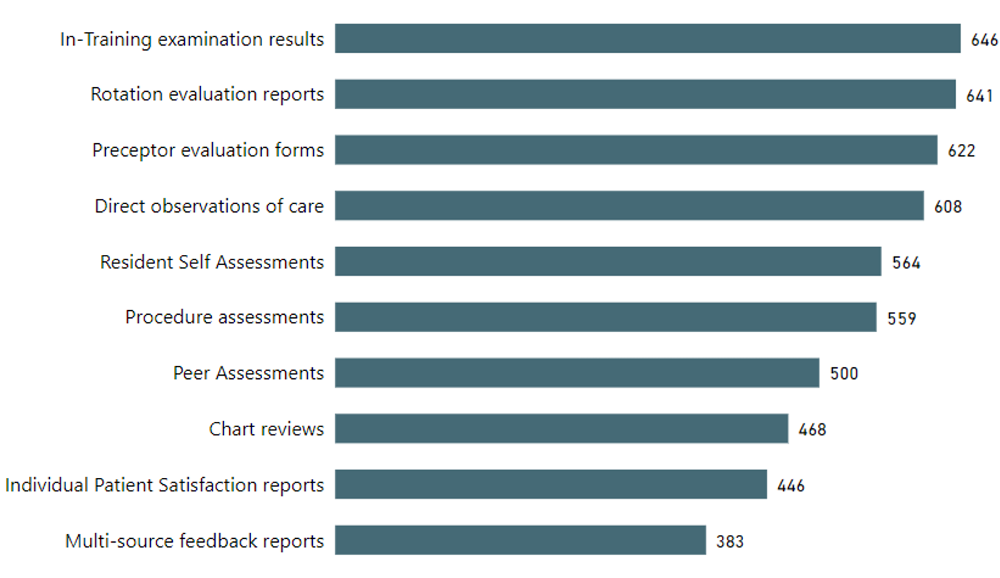 In-Training examination results 646
Rotation evaluation reports 641
Preceptor evaluation forms 622
Direct observations of care 608
Resident Self Assessments 564
Procedure assessments 559
Peer Assessments 500
Chart reviews 468
Individual Patient Satisfaction reports 446
Multi-source feedback reports 383